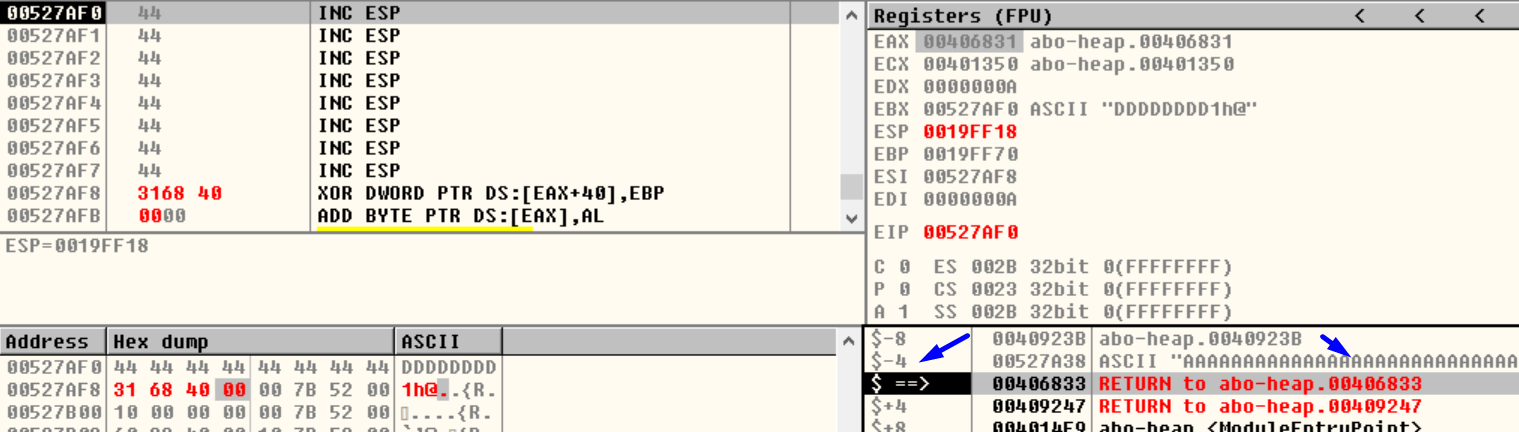 00527AF0 44 INC ESP
00527AF1 44 INC ESP
00527AF2 44 INC ESP
00527AF3 44 INC ESP
00527AF4 44 INC ESP
00527AF5 44 INC ESP
00527AF6 44 INC ESP
00527AF7 44 INC ESP
00527AF8 3168 40 XOR DWORD PTR DS:[EAX+40],EBP
00527AFB 0000 ADD BYTE PTR DS:[EAX],AL
ESP=0019FF18
Registers (FPU) < < <
EAX 00406831 abo-heap.00406831
ECX 00401350 abo-heap.00401350
EDX 0000000A
EBX 00527AF0 ASCII "DDDDDDDD1h@"
ESP 0019FF18
EBP 0019FF70
ESI 00527AF8
EDI 0000000A
EIP 00527AF0
C 0 ES 002B 32bit 0(FFFFFFFF)
P 0 CS 0023 32bit 0(FFFFFFFF)
A 1 SS 002B 32bit 0(FFFFFFFF)
Address Hex dump ASCII
00527AF0 44 44 44 44 44 44 44 44 DDDDDDDD
00527AF8 31 68 40 00 00 7B 52 00 1h@..{R.
00527B00 10 00 00 00 00 7B 52 00 ▯....{R.
$-8 0040923B abo-heap.0040923B
$-4 00527A38 ASCII "AAAAAAAAAAAAAAAAAAAAAAAAAAAAAAA
$ ==> 00406833 RETURN to abo-heap.00406833
$+4 00409247 RETURN to abo-heap.00409247
$+8 004014E9 abo-heap.<ModuleEntryPoint>